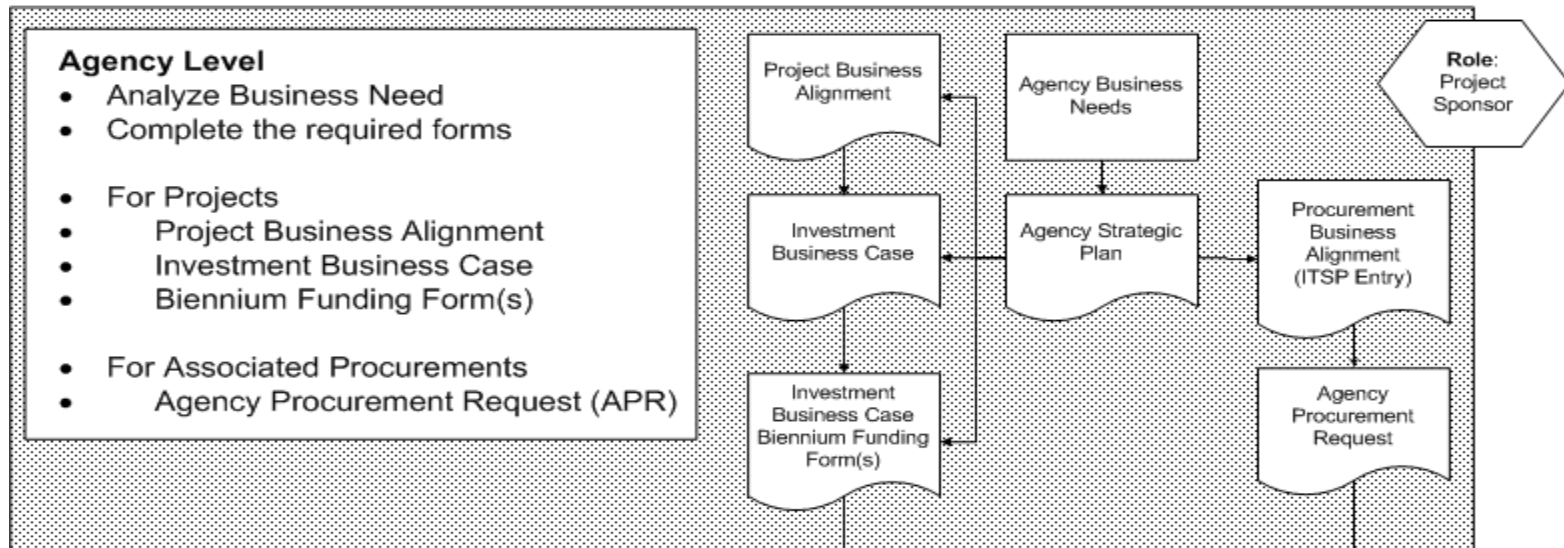 Agency Level
• Analyze Business Need
• Complete the required forms
• For Projects
• Project Business Alignment
• Investment Business Case
• Biennium Funding Form(s)
• For Associated Procurements
• Agency Procurement Request (APR)
Project Business
Alignment
Agency Business
Needs
Role:
Project
Sponsor
Investment
Business Case
Agency Strategic
Plan
Procurement
Business
Alignment
(ITSP Entry)
Investment
Business Case
Biennium Funding
Form(s)
Agency
Procurement
Request